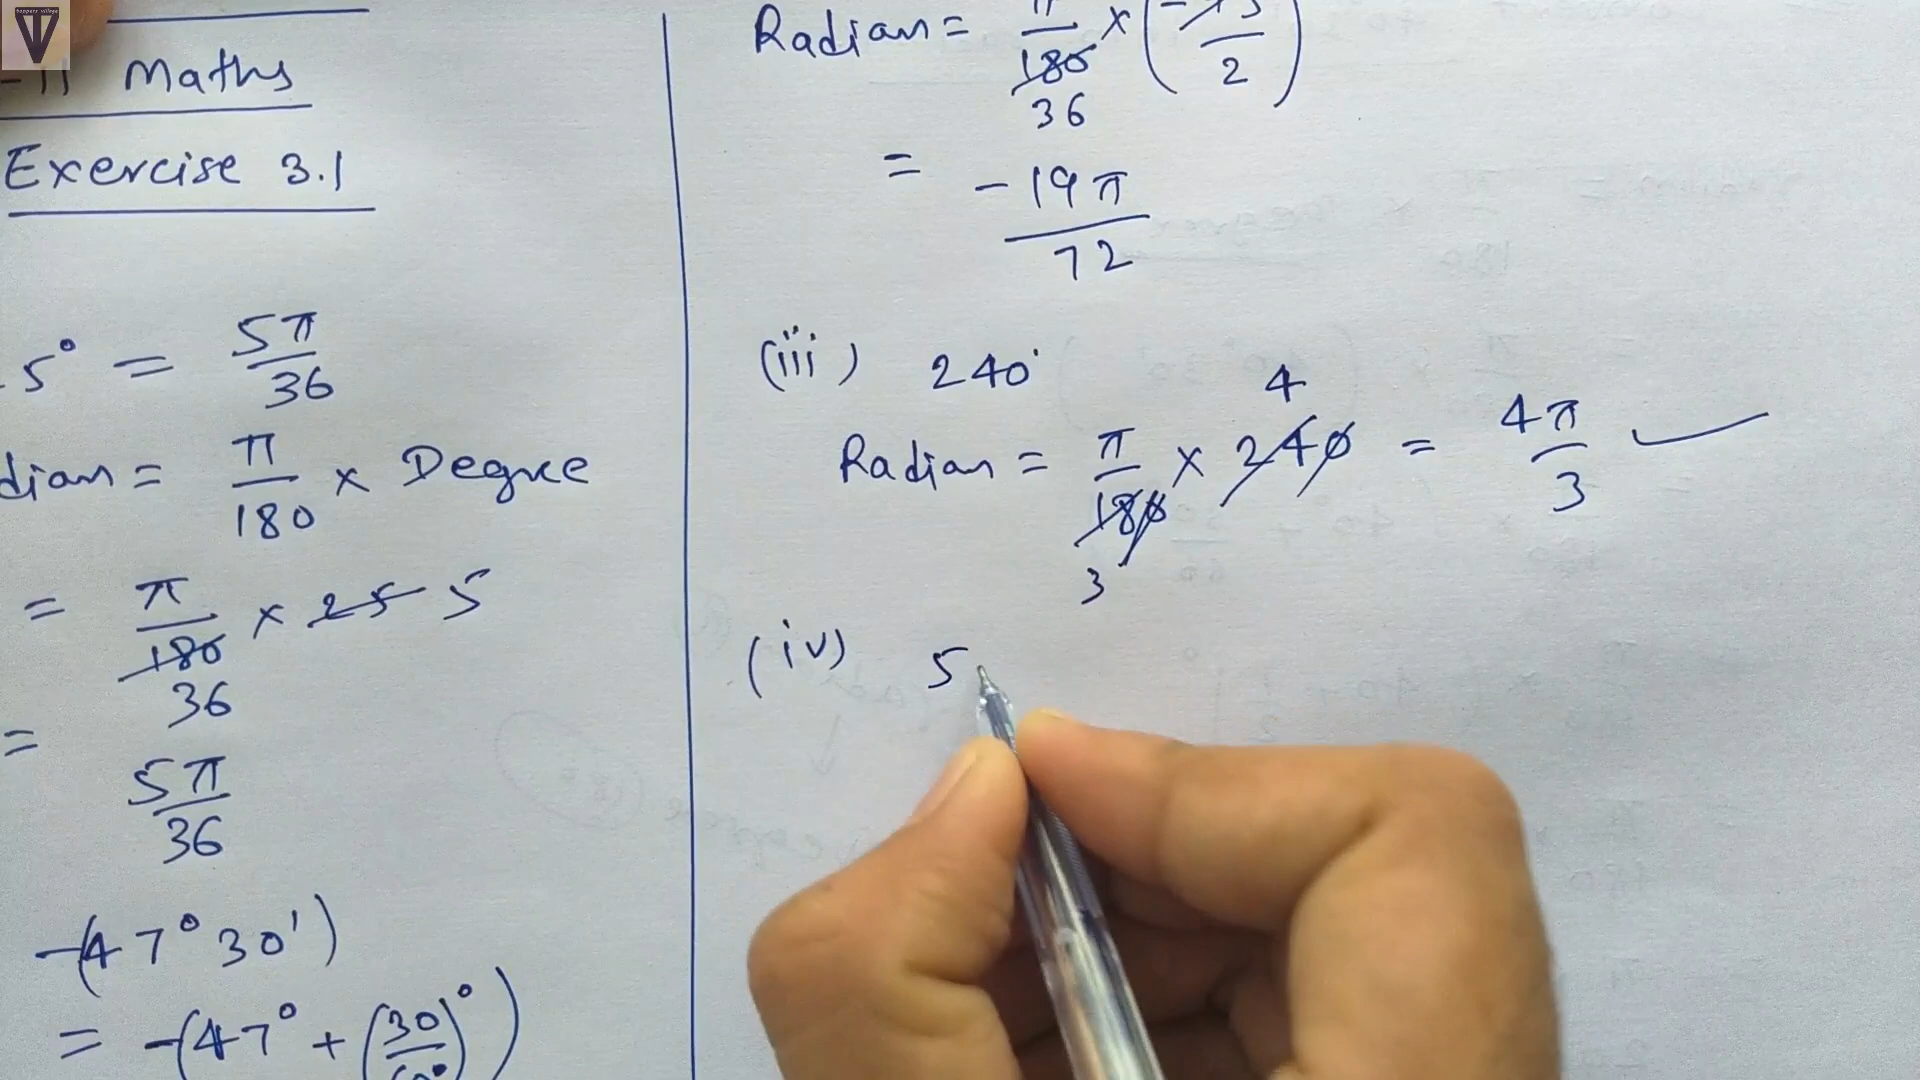 -11 Maths
Exercise 3.1
5° = 5π/36
dian = π/180 × Degree
= π/180 × 25 5
36
=
5π/36
-(47° 30')
= -(47° + (30/60)°)
Radian = π/180 × (-95/2)
36
= -19π/72
(iii) 240°
4
Radian = π/180 × 240 = 4π/3
3
(iv) 5